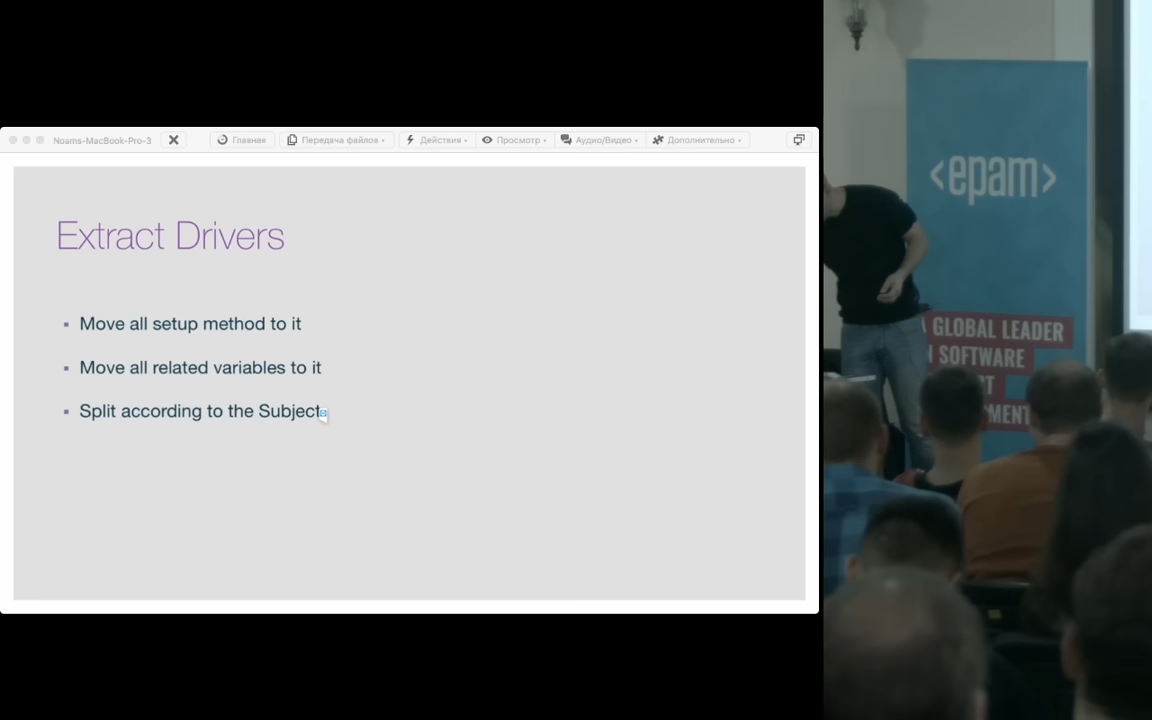 Noams-MacBook-Pro-3
Главная
Передача файлов
Действия
Просмотр
Аудио/Видео
Дополнительно
Extract Drivers
Move all setup method to it
Move all related variables to it
Split according to the Subject
<epam>
GLOBAL LEADER
SOFTWARE